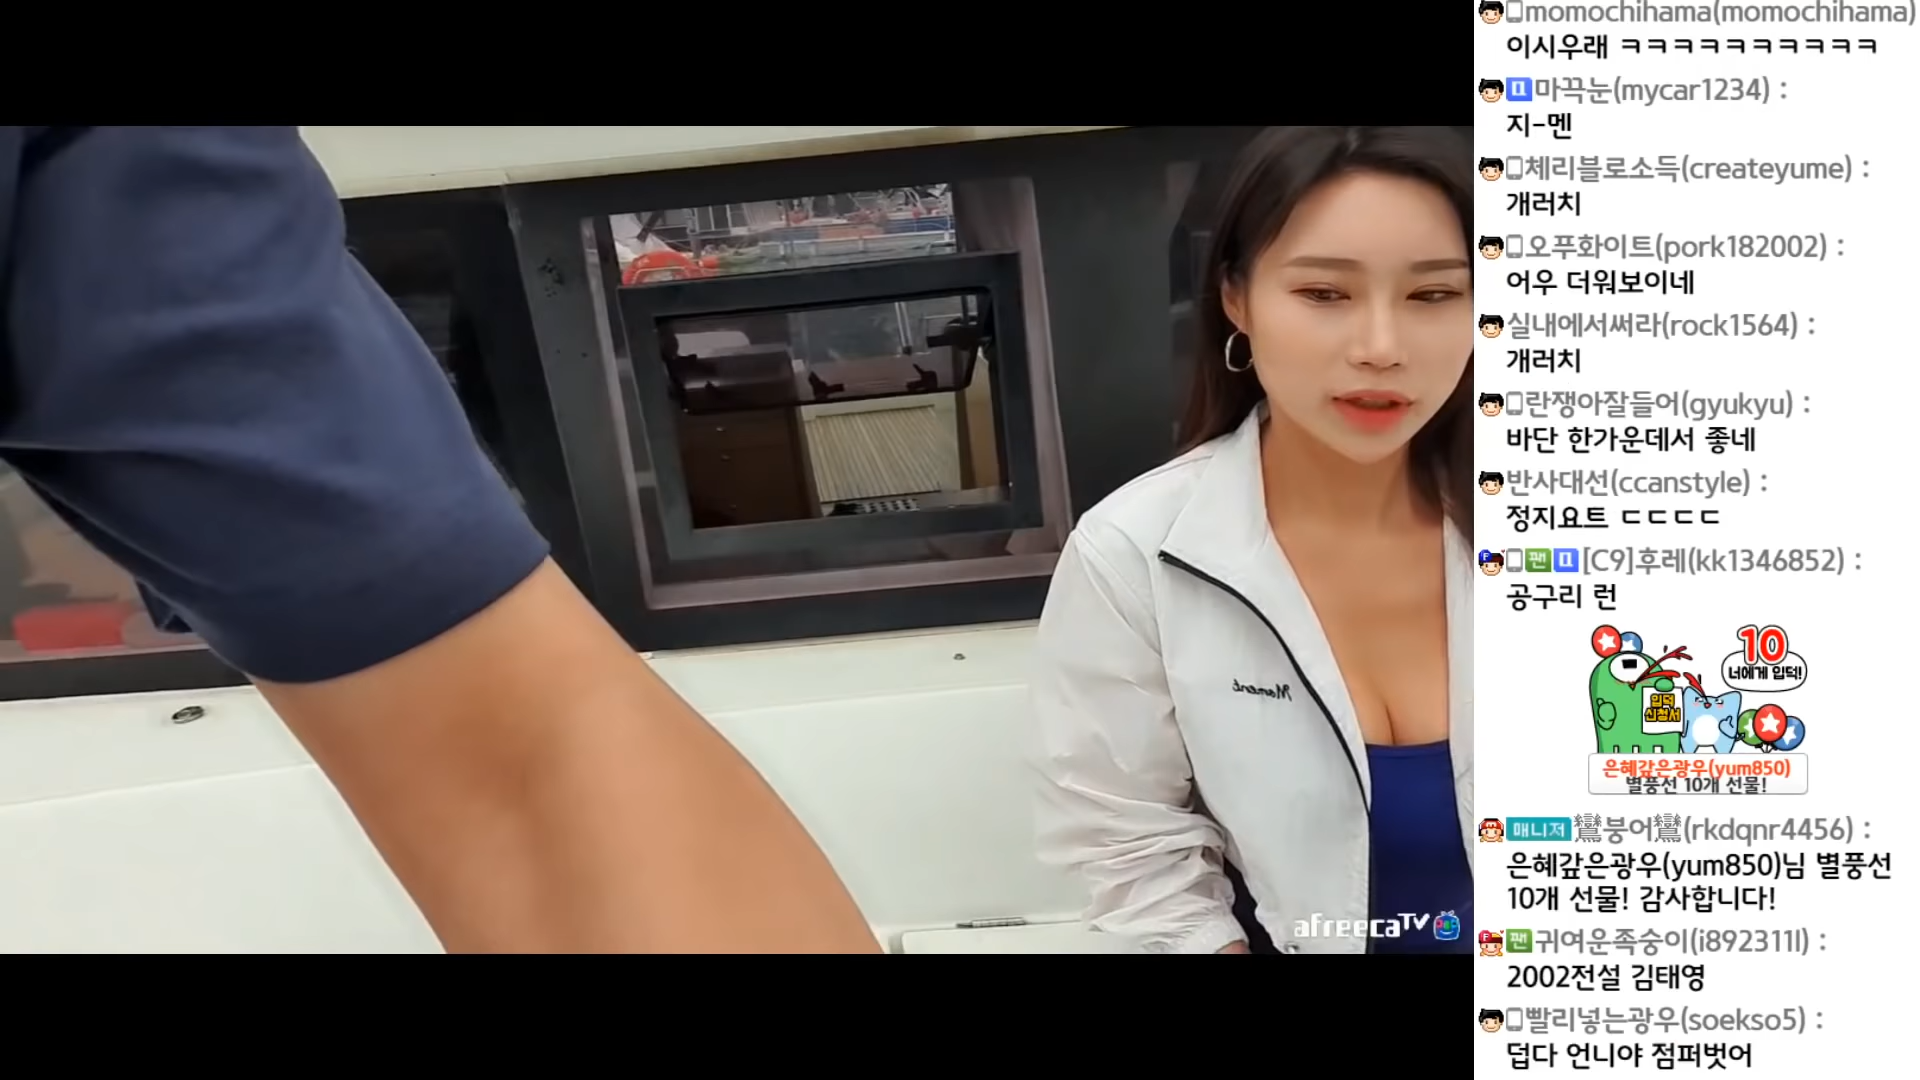 momochihama(momochihama)
이시우래 ㅋㅋㅋㅋㅋㅋㅋㅋㅋㅋ
마끅눈(mycar1234) :
지-멘
체리블로소득(createyume) :
개러치
오푸화이트(pork182002) :
어우 더워보이네
실내에서써라(rock1564) :
개러치
란쟁아잘들어(gyukyu) :
바단 한가운데서 좋네
반사대선(ccanstyle) :
정지요트 ㄷㄷㄷㄷ
팬 [C9]후레(kk1346852) :
공구리 런
10
너에게 입덕!
입덕
신청서
은혜갚은광우(yum850)
별풍선 10개 선물!
매니저 鸞붕어鸞(rkdqnr4456) :
은혜갚은광우(yum850)님 별풍선
10개 선물! 감사합니다!
팬 귀여운족숭이(i892311l) :
2002전설 김태영
빨리넣는광우(soekso5) :
덥다 언니야 점퍼벗어
Moment
afreecaTV